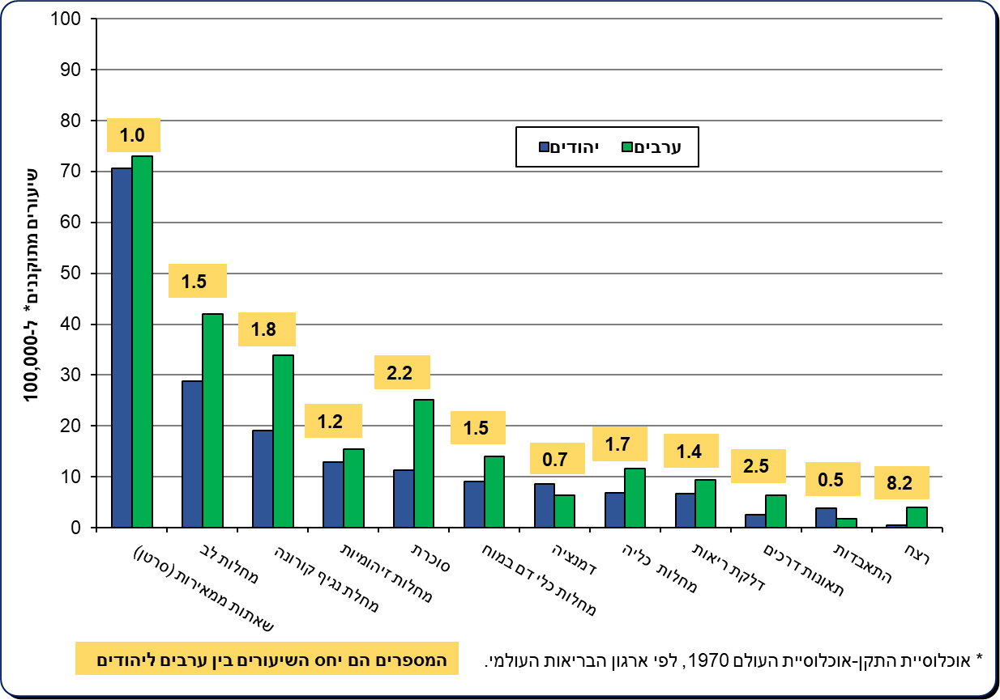 100
90
80
70
60
50
40
30
20
10
0
שיעורים מתוקננים* ל-100,000
יהודים
ערבים
1.0
1.5
1.8
1.2
2.2
1.5
0.7
1.7
1.4
2.5
0.5
8.2
שאתות ממאירות (סרטן)
מחלות לב
מחלת נגיף קורונה
מחלות זיהומיות
סוכרת
מחלות כלי דם במוח
דמנציה
מחלות כליה
דלקת ריאות
תאונות דרכים
התאבדות
רצח
* אוכלוסיית התקן-אוכלוסיית העולם 1970, לפי ארגון הבריאות העולמי.
המספרים הם יחס השיעורים בין ערבים ליהודים